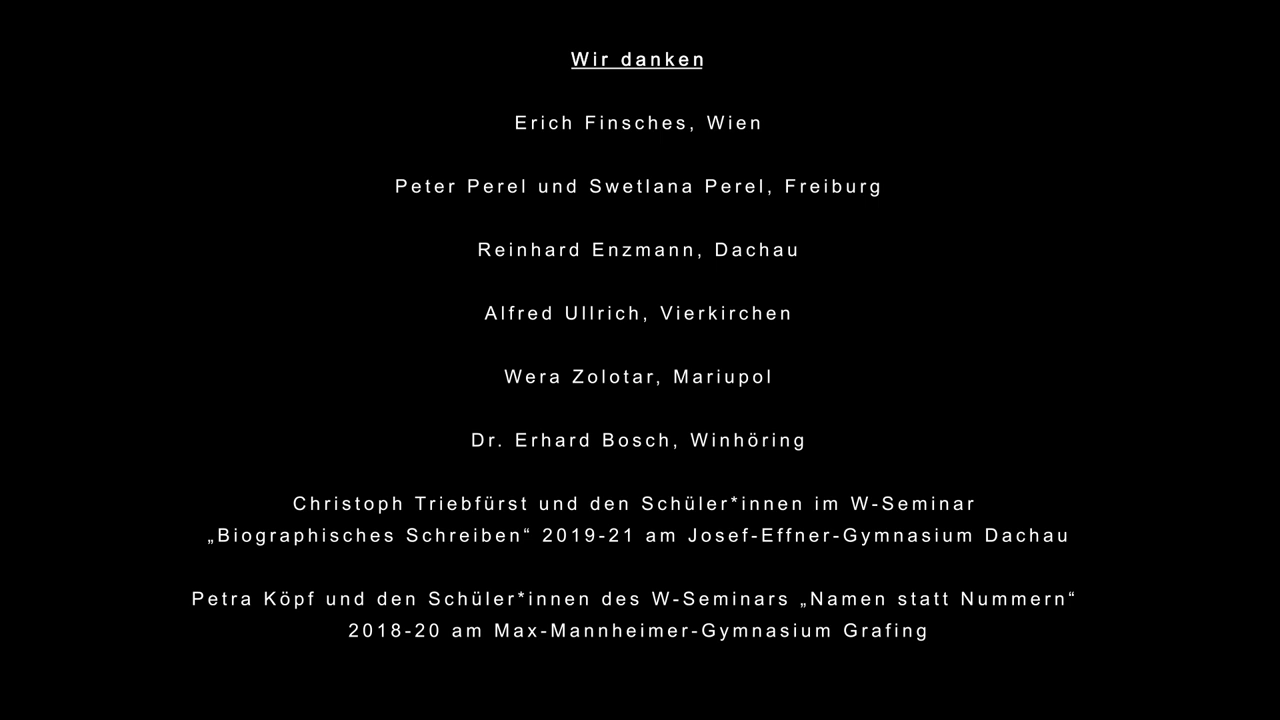 Wir danken
Erich Finsches, Wien
Peter Perel und Swetlana Perel, Freiburg
Reinhard Enzmann, Dachau
Alfred Ullrich, Vierkirchen
Wera Zolotar, Mariupol
Dr. Erhard Bosch, Winhöring
Christoph Triebfürst und den Schüler*innen im W-Seminar
„Biographisches Schreiben“ 2019-21 am Josef-Effner-Gymnasium Dachau
Petra Köpf und den Schüler*innen des W-Seminars „Namen statt Nummern“
2018-20 am Max-Mannheimer-Gymnasium Grafing